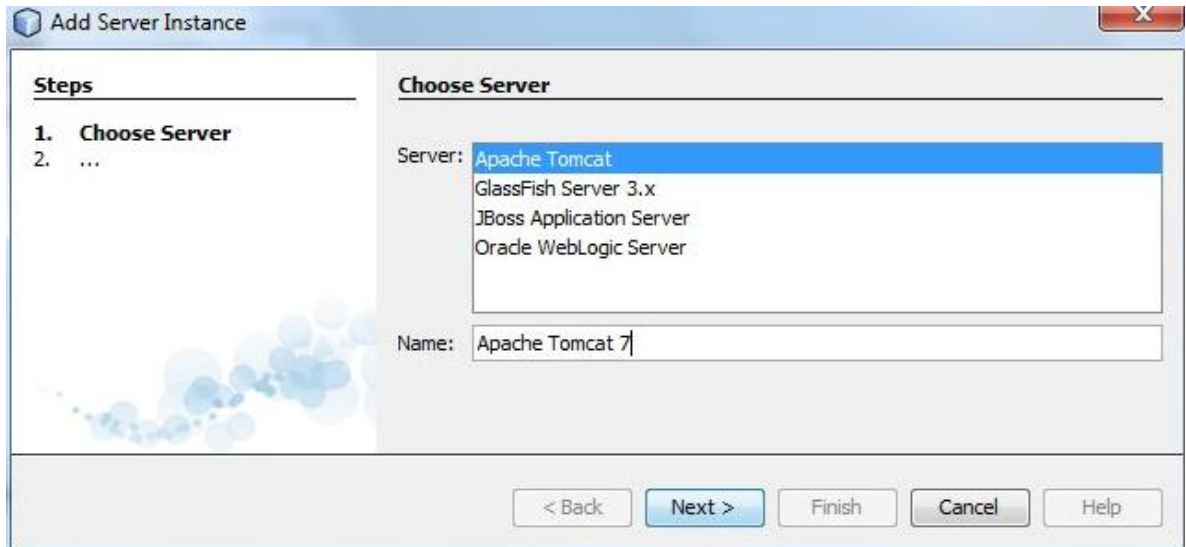 Add Server Instance
Steps
1. Choose Server
2. ...
Choose Server
Server:
Apache Tomcat
GlassFish Server 3.x
JBoss Application Server
Oracle WebLogic Server
Name: Apache Tomcat 7
< Back Next > Finish Cancel Help